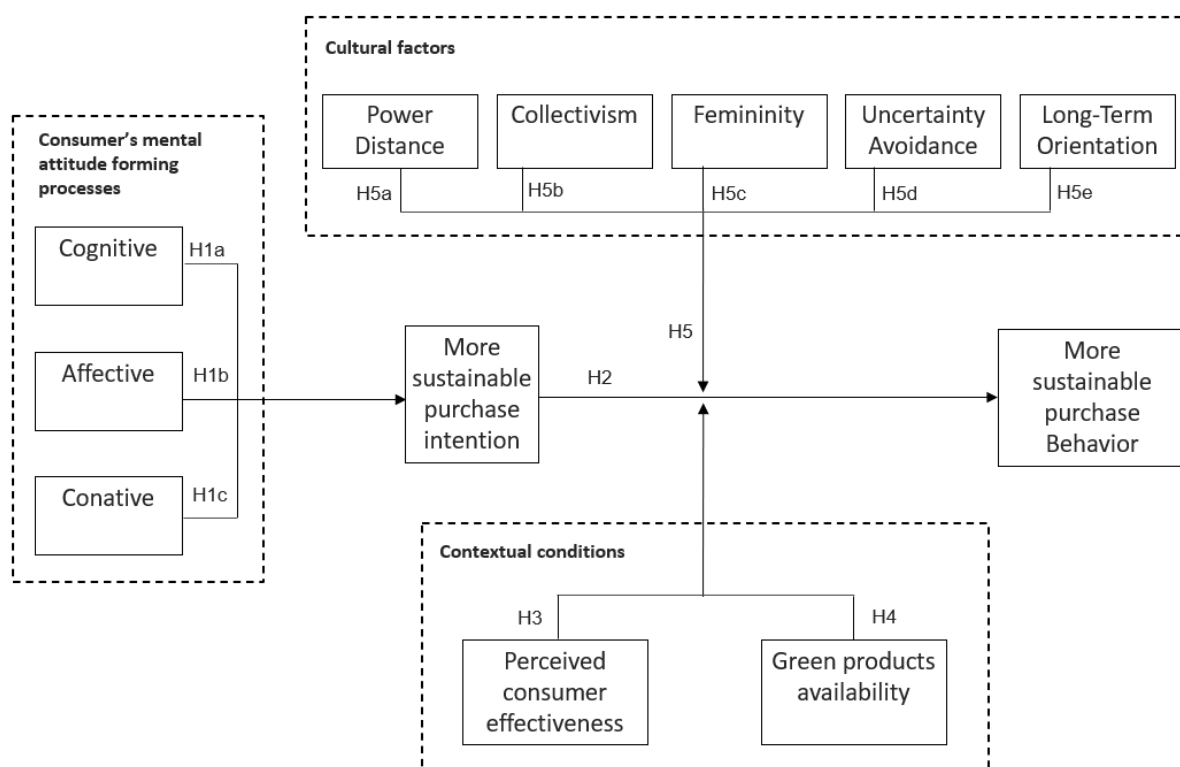 Cultural factors
Power
Distance
Collectivism
Femininity
Uncertainty
Avoidance
Long-Term
Orientation
H5a
H5b
H5c
H5d
H5e
Consumer's mental
attitude forming
processes
Cognitive
H1a
Affective
H1b
Conative
H1c
More
sustainable
purchase
intention
H2
H5
More
sustainable
purchase
Behavior
Contextual conditions
H3
H4
Perceived
consumer
effectiveness
Green products
availability